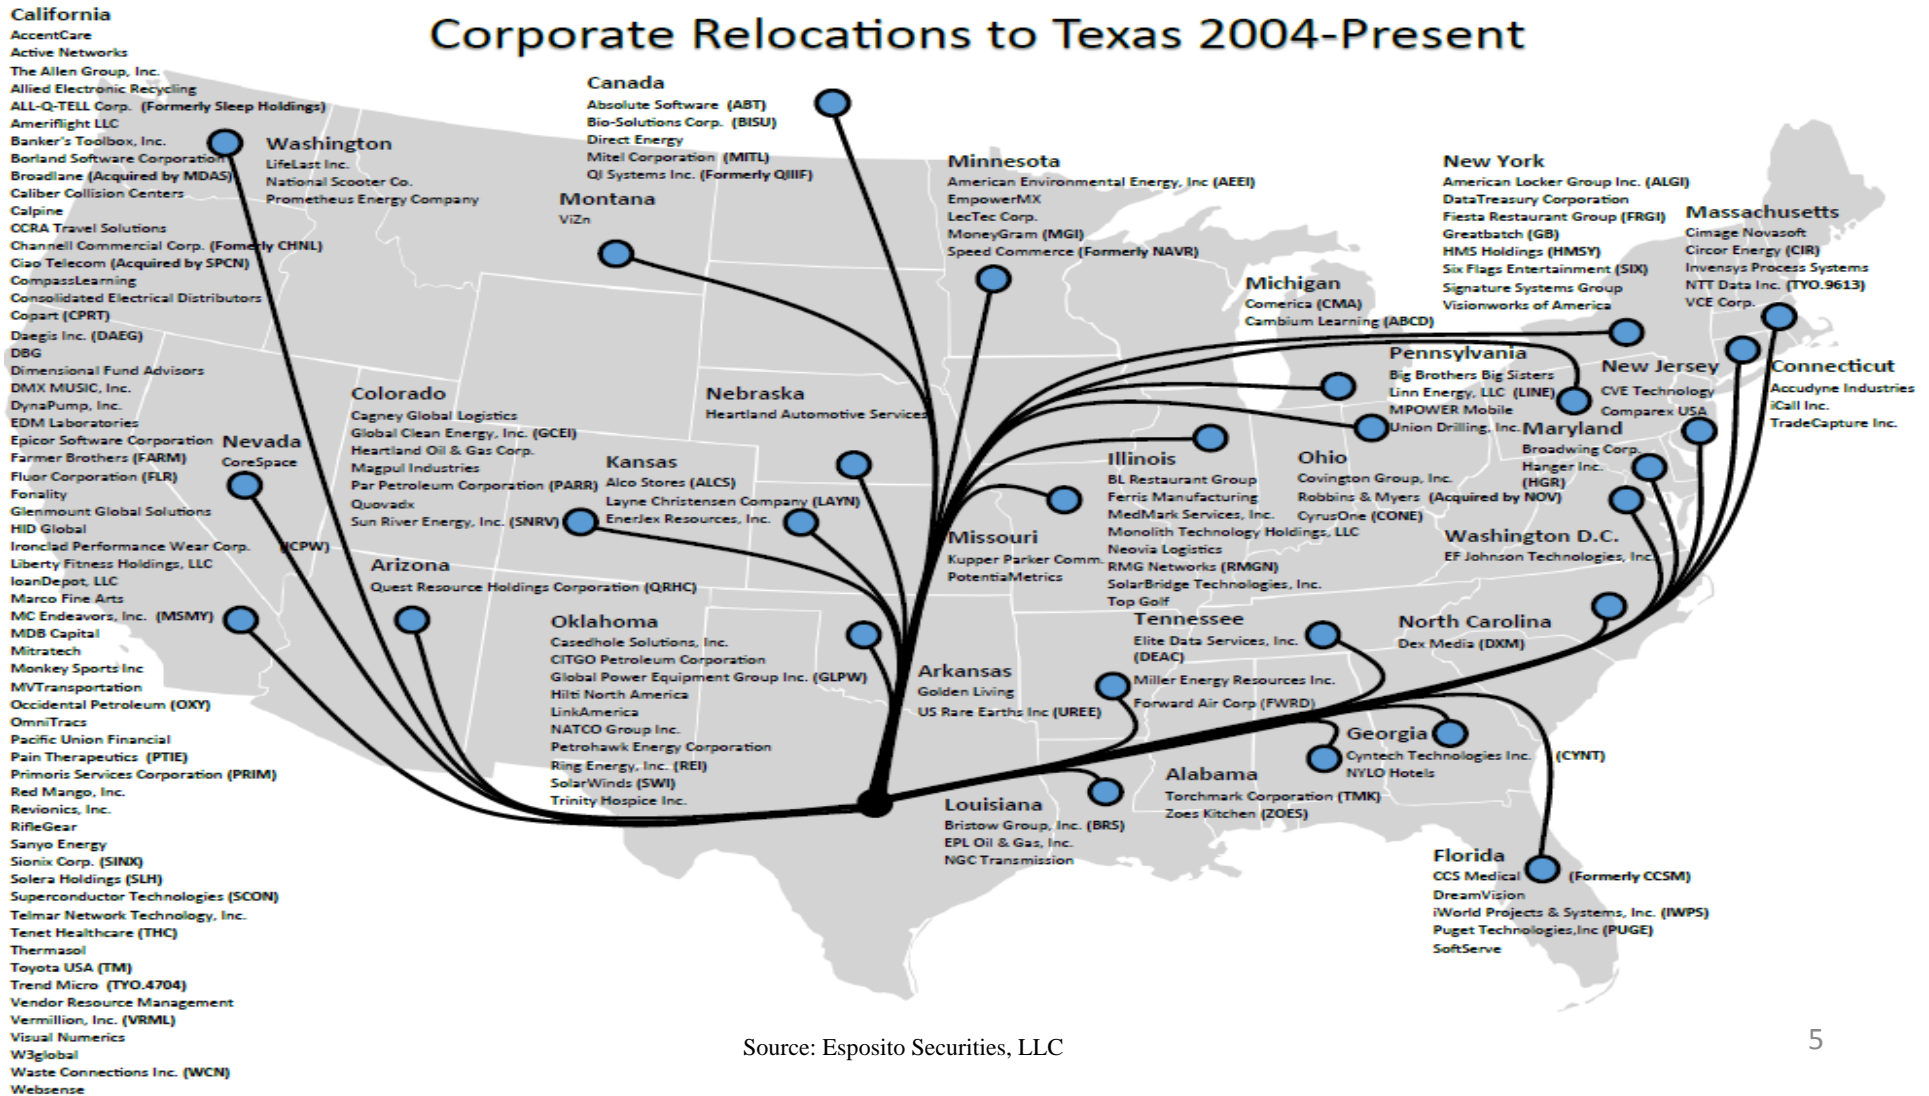 Corporate Relocations to Texas 2004-Present
California
AccentCare
Active Networks
The Allen Group, Inc.
Allied Electronic Recycling
ALL-Q-TELL Corp. (Formerly Sleep Holdings)
Ameriflight LLC
Banker's Toolbox, Inc.
Borland Software Corporation
Broadlane (Acquired by MDAS)
Caliber Collision Centers
Calpine
CCRA Travel Solutions
Channell Commercial Corp. (Fomerly CHNL)
Ciao Telecom (Acquired by SPCN)
CompassLearning
Consolidated Electrical Distributors
Copart (CPRT)
Daegis Inc. (DAEG)
DBG
Dimensional Fund Advisors
DMX MUSIC, Inc.
DynaPump, Inc.
EDM Laboratories
Epicor Software Corporation
Farmer Brothers (FARM)
Fluor Corporation (FLR)
Fonality
Glenmount Global Solutions
HID Global
Ironclad Performance Wear Corp. (ICPW)
Liberty Fitness Holdings, LLC
loanDepot, LLC
Marco Fine Arts
MC Endeavors, Inc. (MSMY)
MDB Capital
Mitratech
Monkey Sports Inc
MVTransportation
Occidental Petroleum (OXY)
OmniTracs
Pacific Union Financial
Pain Therapeutics (PTIE)
Primoris Services Corporation (PRIM)
Red Mango, Inc.
Revionics, Inc.
RifleGear
Sanyo Energy
Sionix Corp. (SINX)
Solera Holdings (SLH)
Superconductor Technologies (SCON)
Telmar Network Technology, Inc.
Tenet Healthcare (THC)
Thermasol
Toyota USA (TM)
Trend Micro (TYO.4704)
Vendor Resource Management
Vermillion, Inc. (VRML)
Visual Numerics
W3global
Waste Connections Inc. (WCN)
Websense
Washington
LifeLast Inc.
National Scooter Co.
Prometheus Energy Company
Canada
Absolute Software (ABT)
Bio-Solutions Corp. (BISU)
Direct Energy
Mitel Corporation (MITL)
QI Systems Inc. (Formerly QIIIF)
Montana
ViZn
Minnesota
American Environmental Energy, Inc (AEEI)
EmpowerMX
LecTec Corp.
MoneyGram (MGI)
Speed Commerce (Formerly NAVR)
New York
American Locker Group Inc. (ALGI)
DataTreasury Corporation
Fiesta Restaurant Group (FRGI)
Greatbatch (GB)
HMS Holdings (HMSY)
Six Flags Entertainment (SIX)
Signature Systems Group
Visionworks of America
Massachusetts
Cimage Novasoft
Circor Energy (CIR)
Invensys Process Systems
NTT Data Inc. (TYO.9613)
VCE Corp.
Michigan
Comerica (CMA)
Cambium Learning (ABCD)
Pennsylvania
Big Brothers Big Sisters
Linn Energy, LLC (LINE)
MPOWER Mobile
Union Drilling, Inc.
New Jersey
CVE Technology
Comparex USA
Connecticut
Accudyne Industries
iCall Inc.
TradeCapture Inc.
Maryland
Broadwing Corp.
Hanger Inc.
(HGR)
Nevada
CoreSpace
Colorado
Cagney Global Logistics
Global Clean Energy, Inc. (GCEI)
Heartland Oil & Gas Corp.
Magpul Industries
Par Petroleum Corporation (PARR)
Quovadx
Sun River Energy, Inc. (SNRV)
Nebraska
Heartland Automotive Services
Kansas
Alco Stores (ALCS)
Layne Christensen Company (LAYN)
EnerJex Resources, Inc.
Illinois
BL Restaurant Group
Ferris Manufacturing
MedMark Services, Inc.
Monolith Technology Holdings, LLC
Neovia Logistics
RMG Networks (RMGN)
SolarBridge Technologies, Inc.
Top Golf
Ohio
Covington Group, Inc.
Robbins & Myers (Acquired by NOV)
CyrusOne (CONE)
Washington D.C.
EF Johnson Technologies, Inc.
Missouri
Kupper Parker Comm.
PotentiaMetrics
Arizona
Quest Resource Holdings Corporation (QRHC)
Oklahoma
Casedhole Solutions, Inc.
CITGO Petroleum Corporation
Global Power Equipment Group Inc. (GLPW)
Hilti North America
LinkAmerica
NATCO Group Inc.
Petrohawk Energy Corporation
Ring Energy, Inc. (REI)
SolarWinds (SWI)
Trinity Hospice Inc.
Arkansas
Golden Living
US Rare Earths Inc (UREE)
Tennessee
Elite Data Services, Inc.
(DEAC)
Miller Energy Resources Inc.
Forward Air Corp (FWRD)
North Carolina
Dex Media (DXM)
Georgia
Cyntech Technologies Inc. (CYNT)
NYLO Hotels
Alabama
Torchmark Corporation (TMK)
Zoes Kitchen (ZOES)
Louisiana
Bristow Group, Inc. (BRS)
EPL Oil & Gas, Inc.
NGC Transmission
Florida
CCS Medical (Formerly CCSM)
DreamVision
iWorld Projects & Systems, Inc. (IWPS)
Puget Technologies,Inc (PUGE)
SoftServe
Source: Esposito Securities, LLC
5